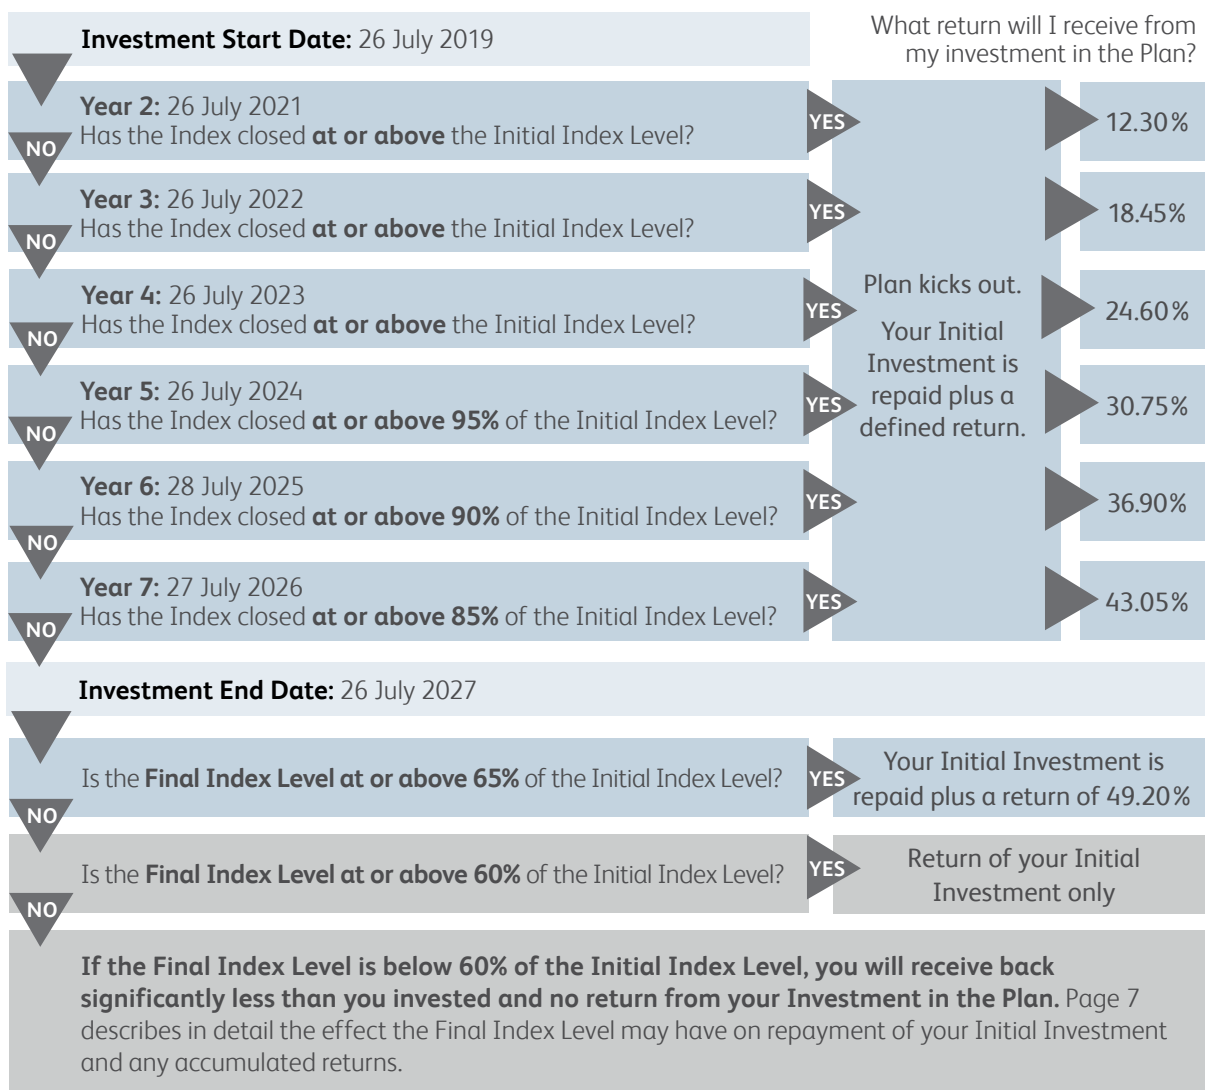 Investment Start Date: 26 July 2019
What return will I receive from
my investment in the Plan?
Year 2: 26 July 2021
Has the Index closed at or above the Initial Index Level?
YES
12.30%
NO
Year 3: 26 July 2022
Has the Index closed at or above the Initial Index Level?
YES
18.45%
NO
Year 4: 26 July 2023
Has the Index closed at or above the Initial Index Level?
YES
24.60%
NO
Year 5: 26 July 2024
Has the Index closed at or above 95% of the Initial Index Level?
YES
30.75%
NO
Year 6: 28 July 2025
Has the Index closed at or above 90% of the Initial Index Level?
YES
36.90%
NO
Year 7: 27 July 2026
Has the Index closed at or above 85% of the Initial Index Level?
YES
43.05%
NO
Plan kicks out.
Your Initial
Investment is
repaid plus a
defined return.
Investment End Date: 26 July 2027
Is the Final Index Level at or above 65% of the Initial Index Level?
YES
Your Initial Investment is
repaid plus a return of 49.20%
NO
Is the Final Index Level at or above 60% of the Initial Index Level?
YES
Return of your Initial
Investment only
NO
If the Final Index Level is below 60% of the Initial Index Level, you will receive back
significantly less than you invested and no return from your Investment in the Plan. Page 7
describes in detail the effect the Final Index Level may have on repayment of your Initial Investment
and any accumulated returns.